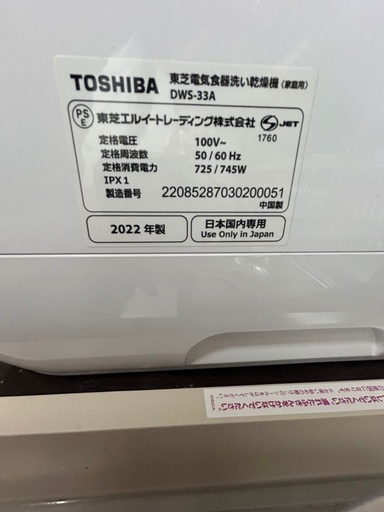 TOSHIBA 東芝電気食器洗い乾燥機(家庭用)
DWS-33A
PS E 東芝エルイートレーディング株式会社 S JET
1760
定格電圧 100V~
定格周波数 50 / 60 Hz
定格消費電力 725 / 745W
IPX1
製造番号 22085287030200051
中国製
2022 年製
日本国内専用
Use Only in Japan